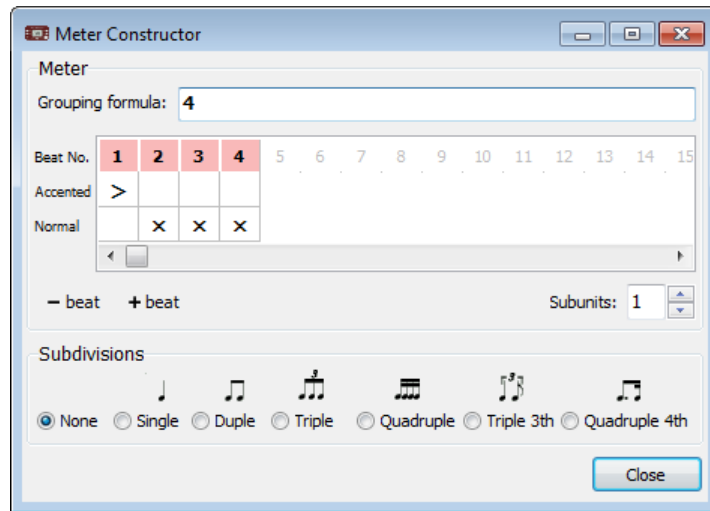 Meter Constructor
Meter
Grouping formula: 4
Beat No. 1 2 3 4 5 6 7 8 9 10 11 12 13 14 15
Accented >
Normal × × ×
− beat + beat Subunits: 1
Subdivisions
3 3
None Single Duple Triple Quadruple Triple 3th Quadruple 4th
Close